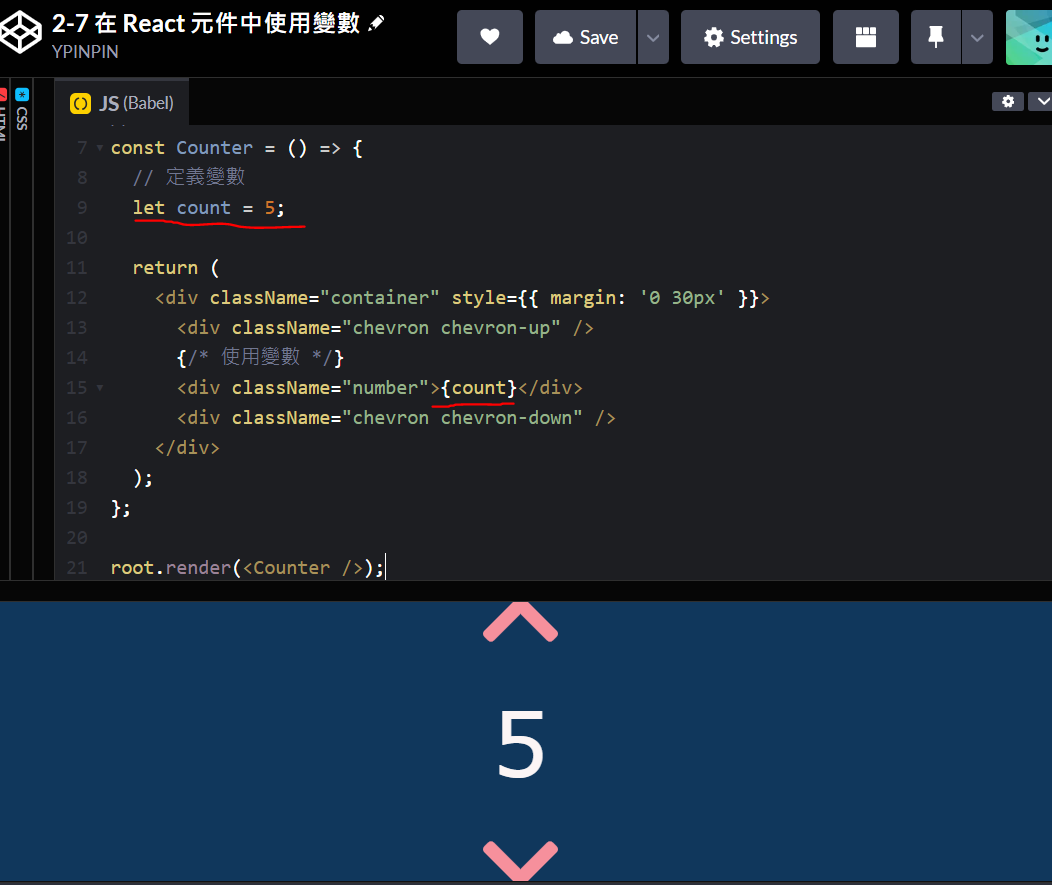 2-7 在 React 元件中使用變數
YPINPIN
Save
Settings
HTML
CSS
JS (Babel)
7 const Counter = () => {
8 // 定義變數
9 let count = 5;
10
11 return (
12 <div className="container" style={{ margin: '0 30px' }}>
13 <div className="chevron chevron-up" />
14 {/* 使用變數 */}
15 <div className="number">{count}</div>
16 <div className="chevron chevron-down" />
17 </div>
18 );
19 };
20
21 root.render(<Counter />);
5